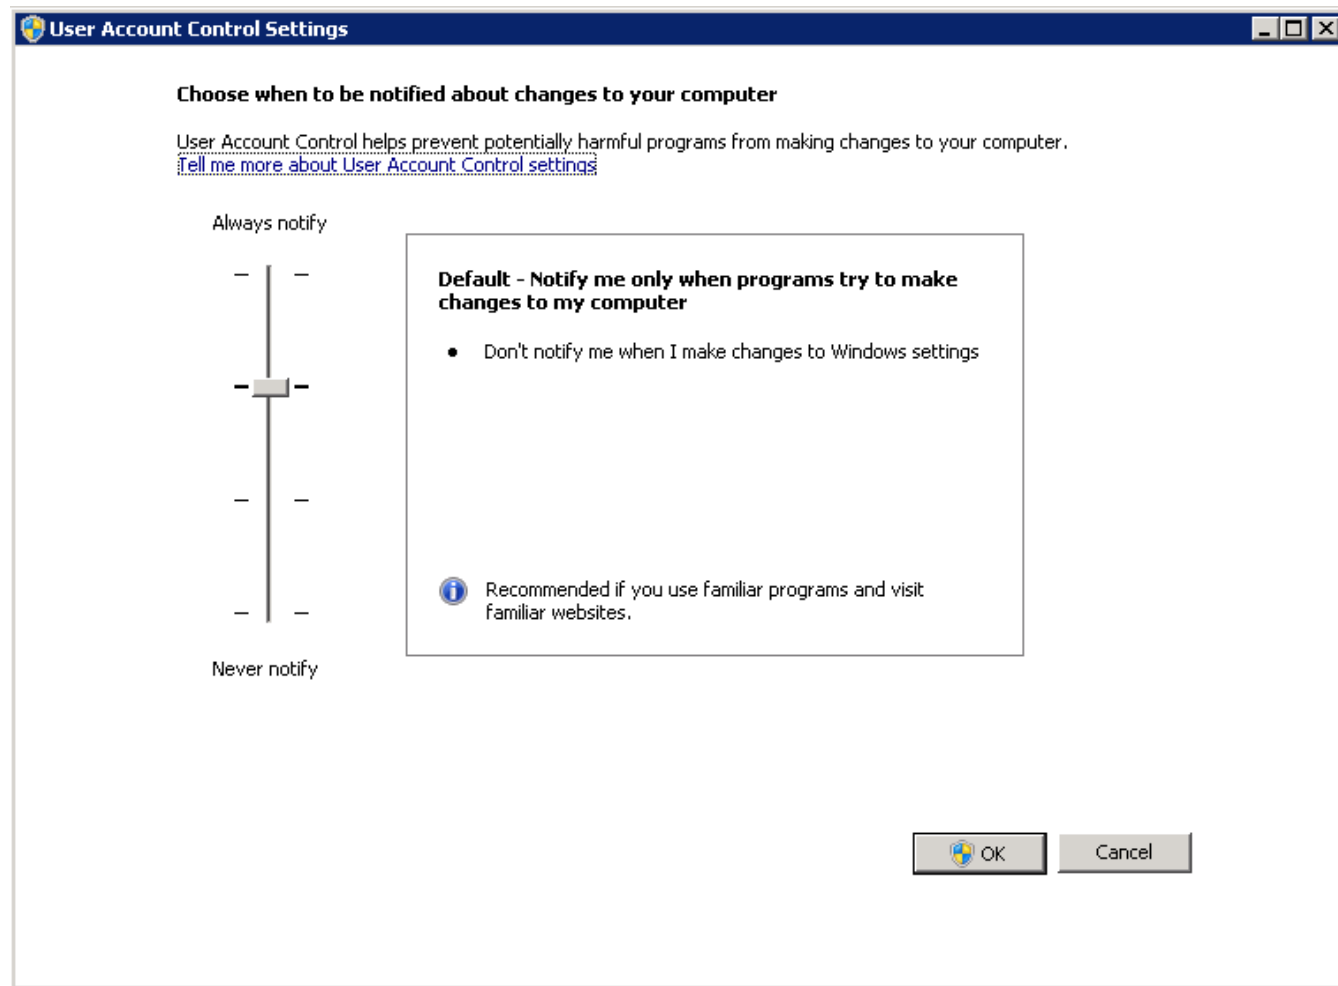 User Account Control Settings
Choose when to be notified about changes to your computer
User Account Control helps prevent potentially harmful programs from making changes to your computer.
Tell me more about User Account Control settings
Always notify
Default - Notify me only when programs try to make
changes to my computer
• Don't notify me when I make changes to Windows settings
Recommended if you use familiar programs and visit
familiar websites.
Never notify
OK
Cancel